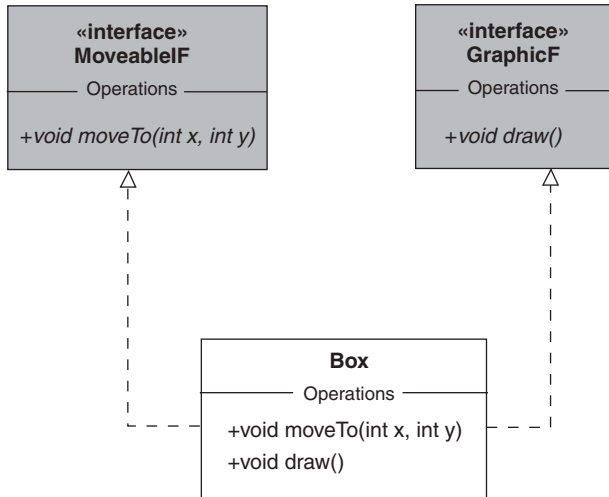 «interface»
MoveableIF
Operations
+void moveTo(int x, int y)
«interface»
GraphicF
Operations
+void draw()
Box
Operations
+void moveTo(int x, int y)
+void draw()